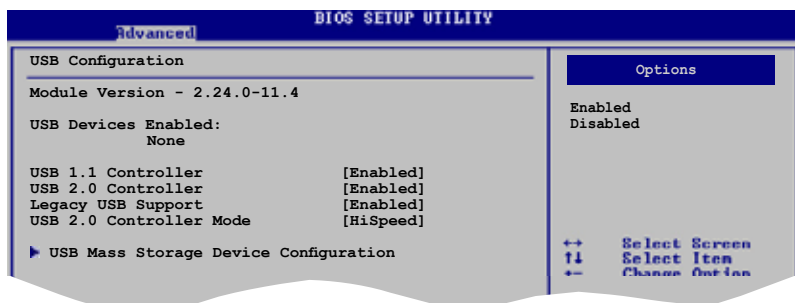 BIOS SETUP UTILITY
Advanced
USB Configuration
Module Version - 2.24.0-11.4
USB Devices Enabled:
None
USB 1.1 Controller [Enabled]
USB 2.0 Controller [Enabled]
Legacy USB Support [Enabled]
USB 2.0 Controller Mode [HiSpeed]
USB Mass Storage Device Configuration
Options
Enabled
Disabled
↔ Select Screen
↑↓ Select Item
+- Change Option